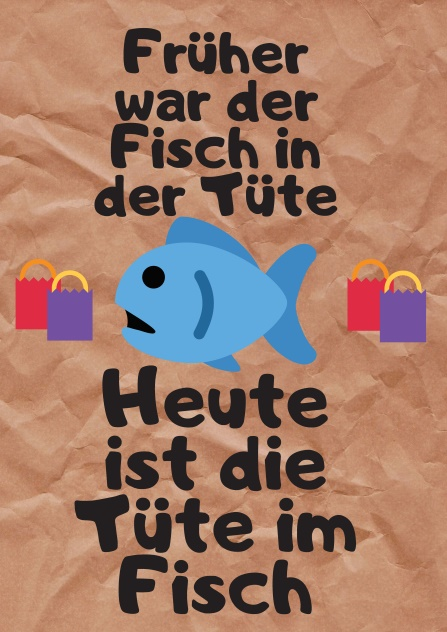 Früher
war der
Fisch in
der Tüte
Heute
ist die
Tüte im
Fisch